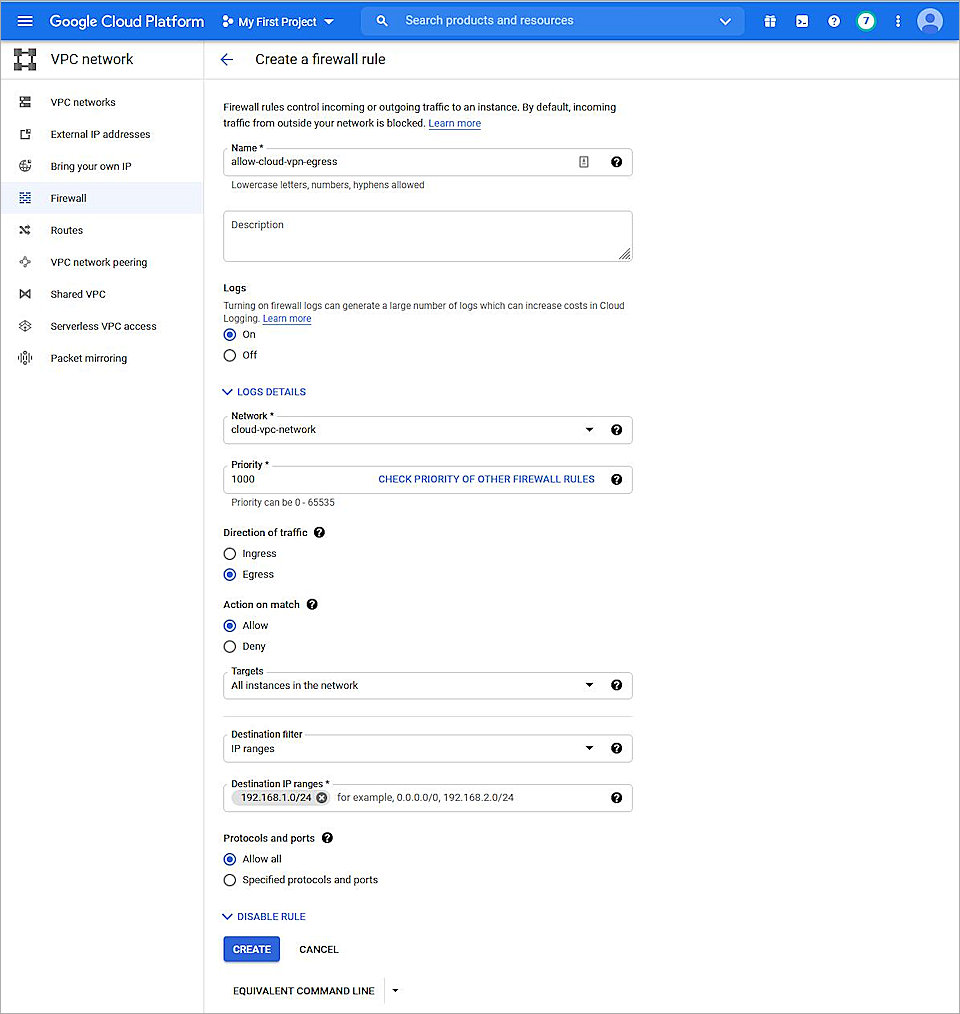 Google Cloud Platform
My First Project
Search products and resources
7
VPC network
Create a firewall rule
VPC networks
External IP addresses
Bring your own IP
Firewall
Routes
VPC network peering
Shared VPC
Serverless VPC access
Packet mirroring
Firewall rules control incoming or outgoing traffic to an instance. By default, incoming
traffic from outside your network is blocked. Learn more
Name *
allow-cloud-vpn-egress
Lowercase letters, numbers, hyphens allowed
Description
Logs
Turning on firewall logs can generate a large number of logs which can increase costs in Cloud
Logging. Learn more
On
Off
LOGS DETAILS
Network *
cloud-vpc-network
Priority *
1000 CHECK PRIORITY OF OTHER FIREWALL RULES
Priority can be 0 - 65535
Direction of traffic
Ingress
Egress
Action on match
Allow
Deny
Targets
All instances in the network
Destination filter
IP ranges
Destination IP ranges *
192.168.1.0/24 for example, 0.0.0.0/0, 192.168.2.0/24
Protocols and ports
Allow all
Specified protocols and ports
DISABLE RULE
CREATE CANCEL
EQUIVALENT COMMAND LINE